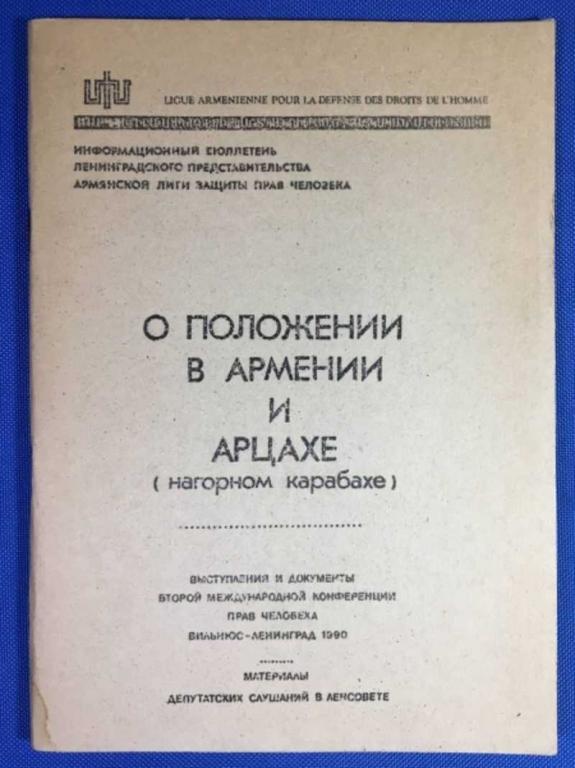 LIGUE ARMENIENNE POUR LA DEFENSE DES DROITS DE L'HOMME
ИНФОРМАЦИОННЫЙ БЮЛЛЕТЕНЬ
ЛЕНИНГРАДСКОГО ПРЕДСТАВИТЕЛЬСТВА
АРМЯНСКОЙ ЛИГИ ЗАЩИТЫ ПРАВ ЧЕЛОВЕКА
О ПОЛОЖЕНИИ
В АРМЕНИИ
И
АРЦАХЕ
( нагорном карабахе )
ВЫСТУПЛЕНИЯ И ДОКУМЕНТЫ
ВТОРОЙ МЕЖДУНАРОДНОЙ КОНФЕРЕНЦИИ
ПРАВ ЧЕЛОВЕКА
ВИЛЬНЮС-ЛЕНИНГРАД 1990
МАТЕРИАЛЫ
ДЕПУТАТСКИХ СЛУШАНИЙ В ЛЕНСОВЕТЕ